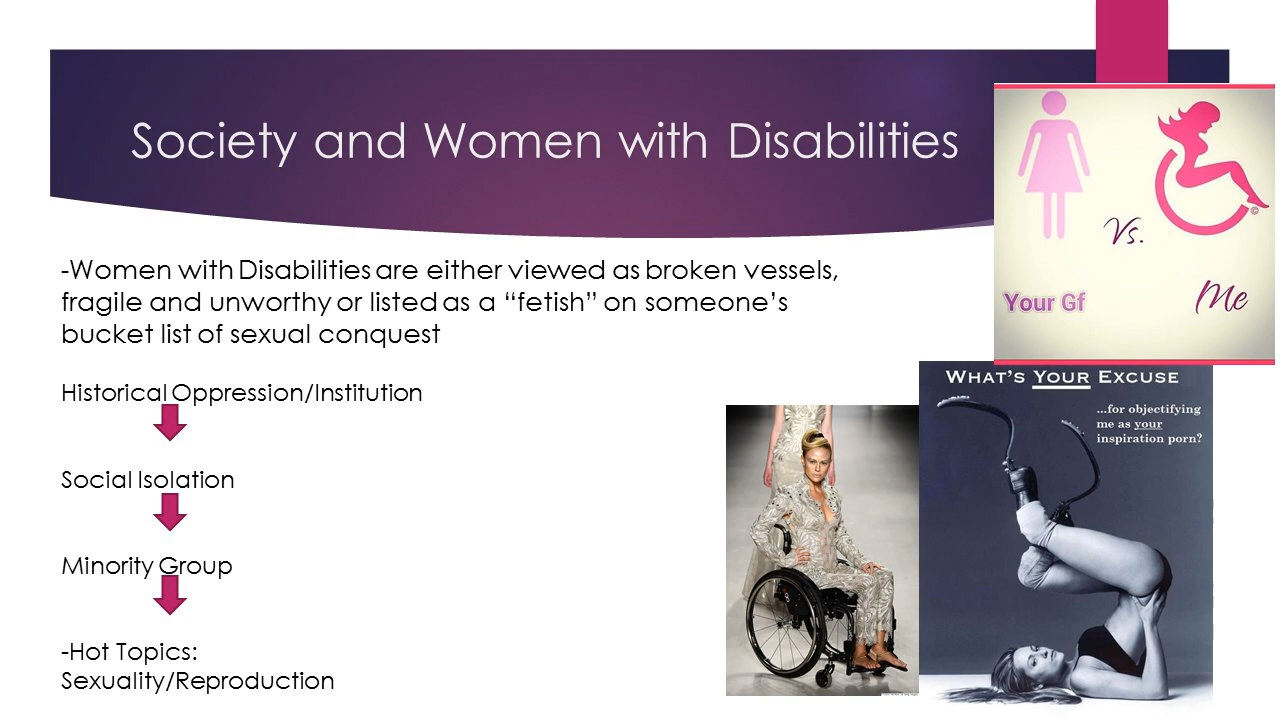 Society and Women with Disabilities
Vs.
Your Gf
Me
©
-Women with Disabilities are either viewed as broken vessels,
fragile and unworthy or listed as a “fetish” on someone’s
bucket list of sexual conquest
Historical Oppression/Institution
Social Isolation
Minority Group
-Hot Topics:
Sexuality/Reproduction
WHAT’S YOUR EXCUSE
...for objectifying
me as your
inspiration porn?